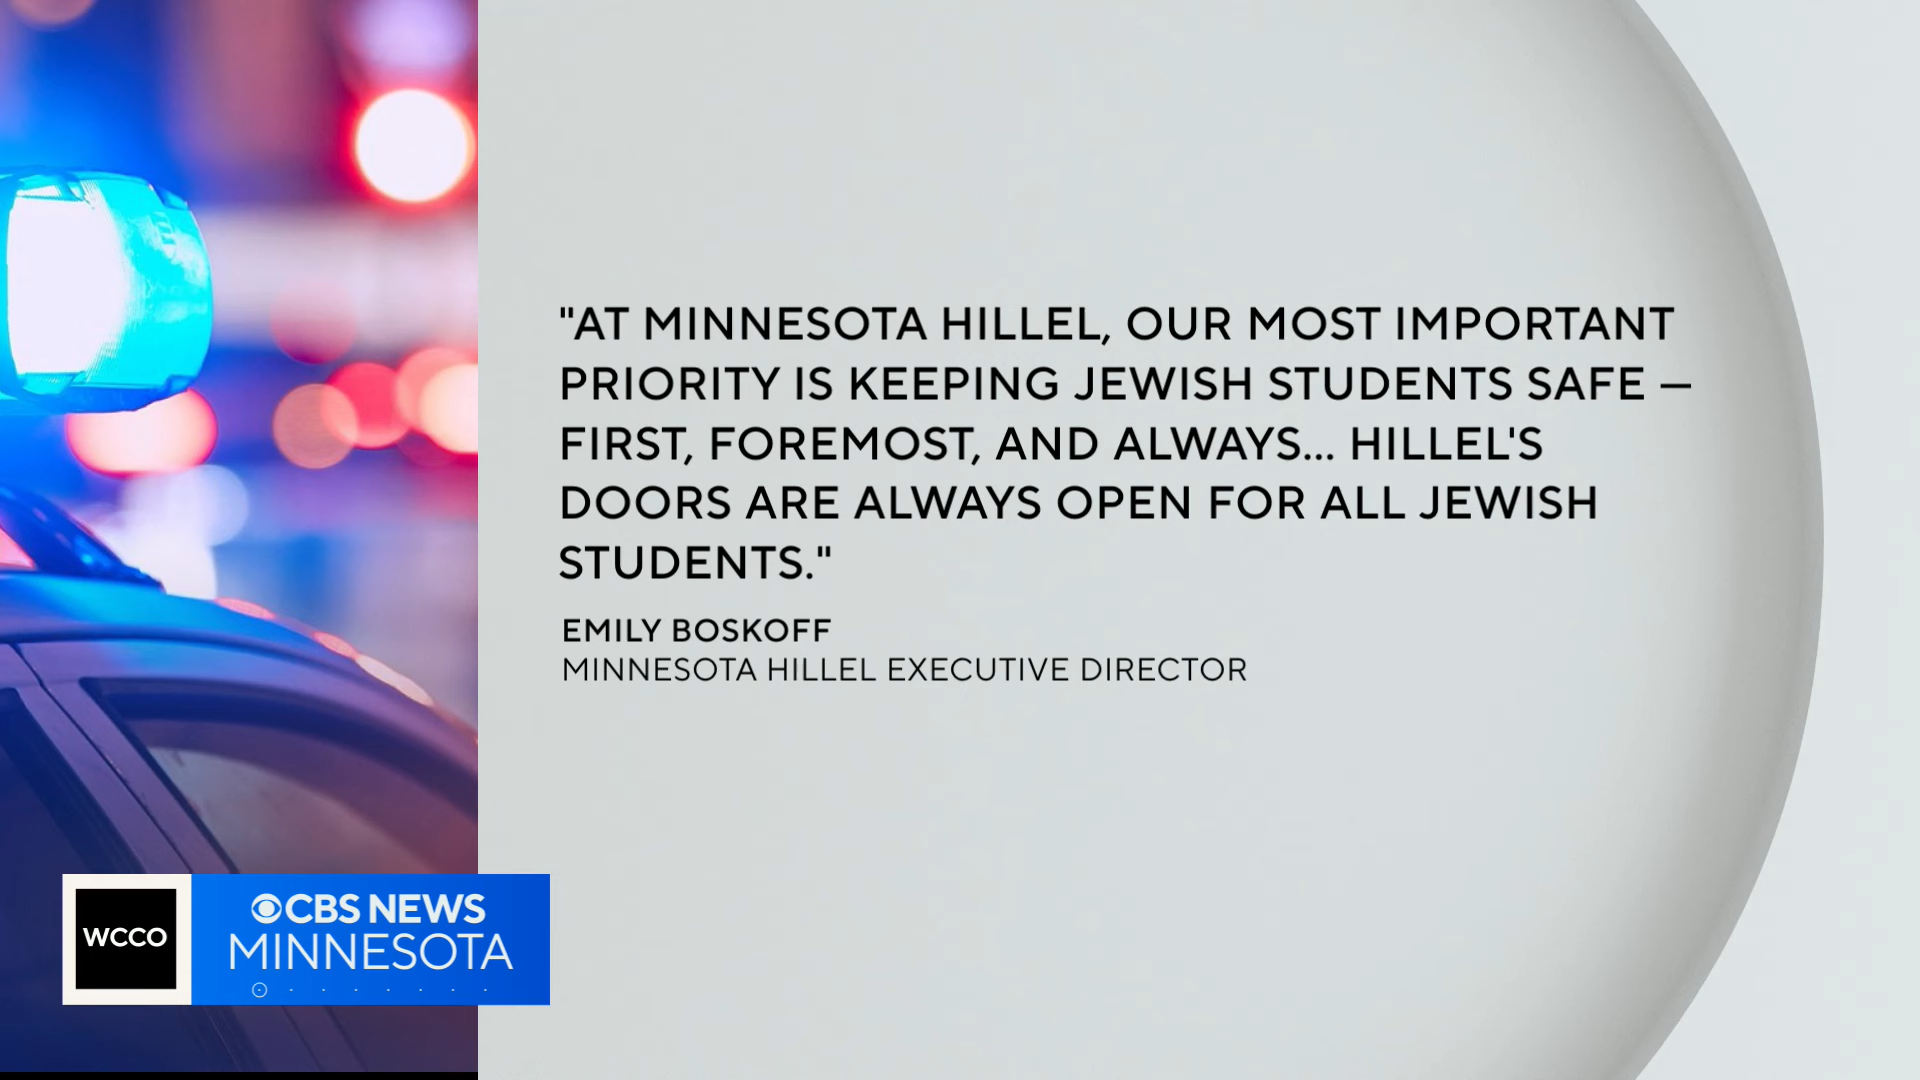 "AT MINNESOTA HILLEL, OUR MOST IMPORTANT
PRIORITY IS KEEPING JEWISH STUDENTS SAFE —
FIRST, FOREMOST, AND ALWAYS... HILLEL'S
DOORS ARE ALWAYS OPEN FOR ALL JEWISH
STUDENTS."
EMILY BOSKOFF
MINNESOTA HILLEL EXECUTIVE DIRECTOR
WCCO
CBS NEWS
MINNESOTA